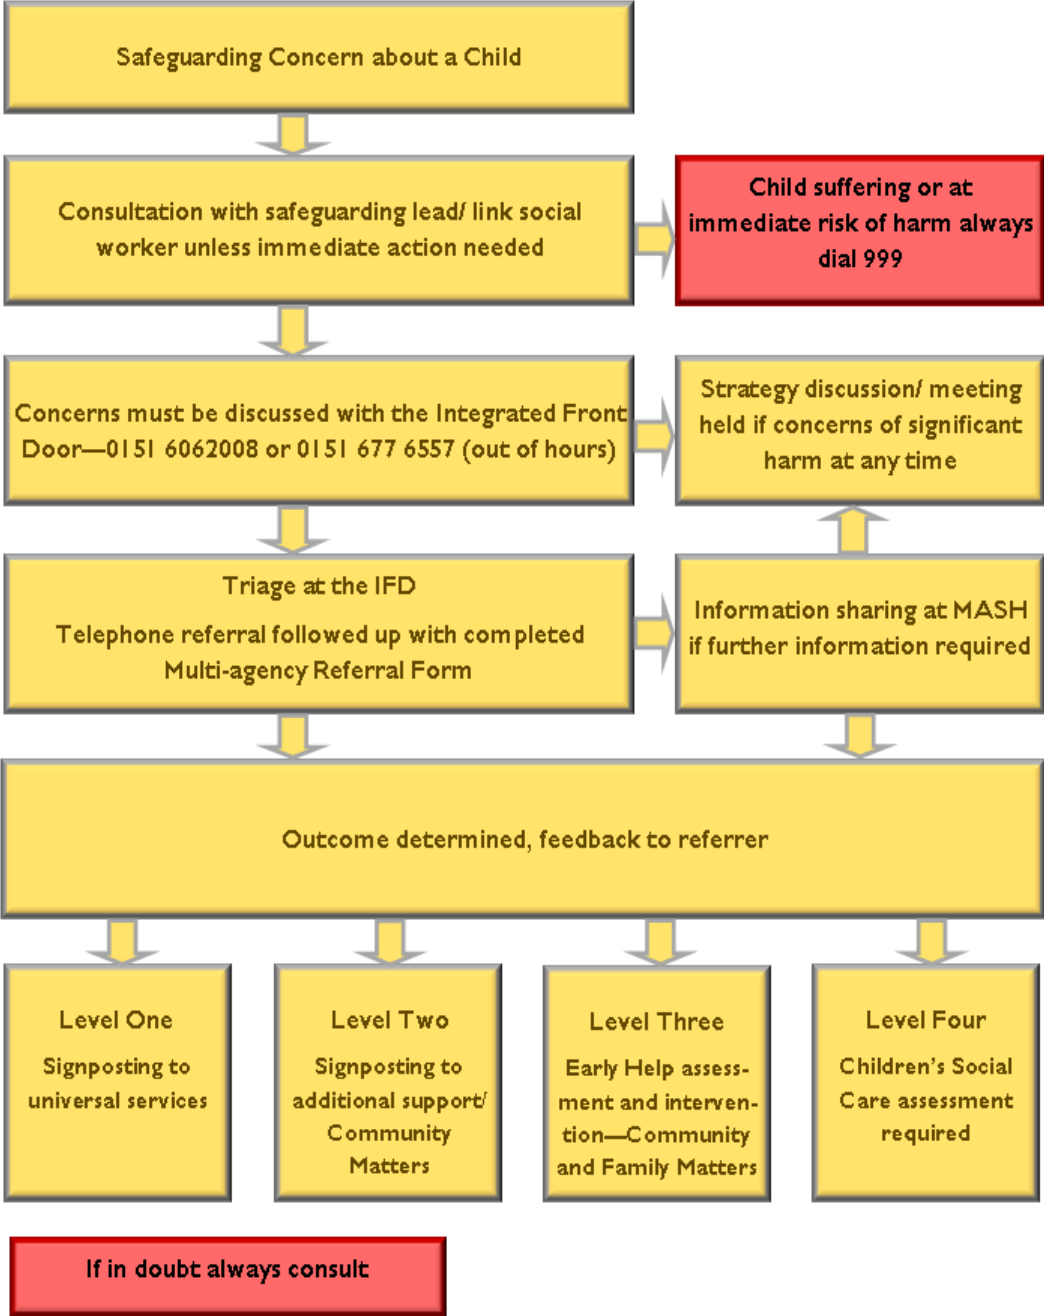 Safeguarding Concern about a Child
Consultation with safeguarding lead/ link social
worker unless immediate action needed
Child suffering or at
immediate risk of harm always
dial 999
Concerns must be discussed with the Integrated Front
Door—0151 6062008 or 0151 677 6557 (out of hours)
Strategy discussion/ meeting
held if concerns of significant
harm at any time
Triage at the IFD
Telephone referral followed up with completed
Multi-agency Referral Form
Information sharing at MASH
if further information required
Outcome determined, feedback to referrer
Level One
Signposting to
universal services
Level Two
Signposting to
additional support/
Community
Matters
Level Three
Early Help assess-
ment and interven-
tion—Community
and Family Matters
Level Four
Children's Social
Care assessment
required
If in doubt always consult